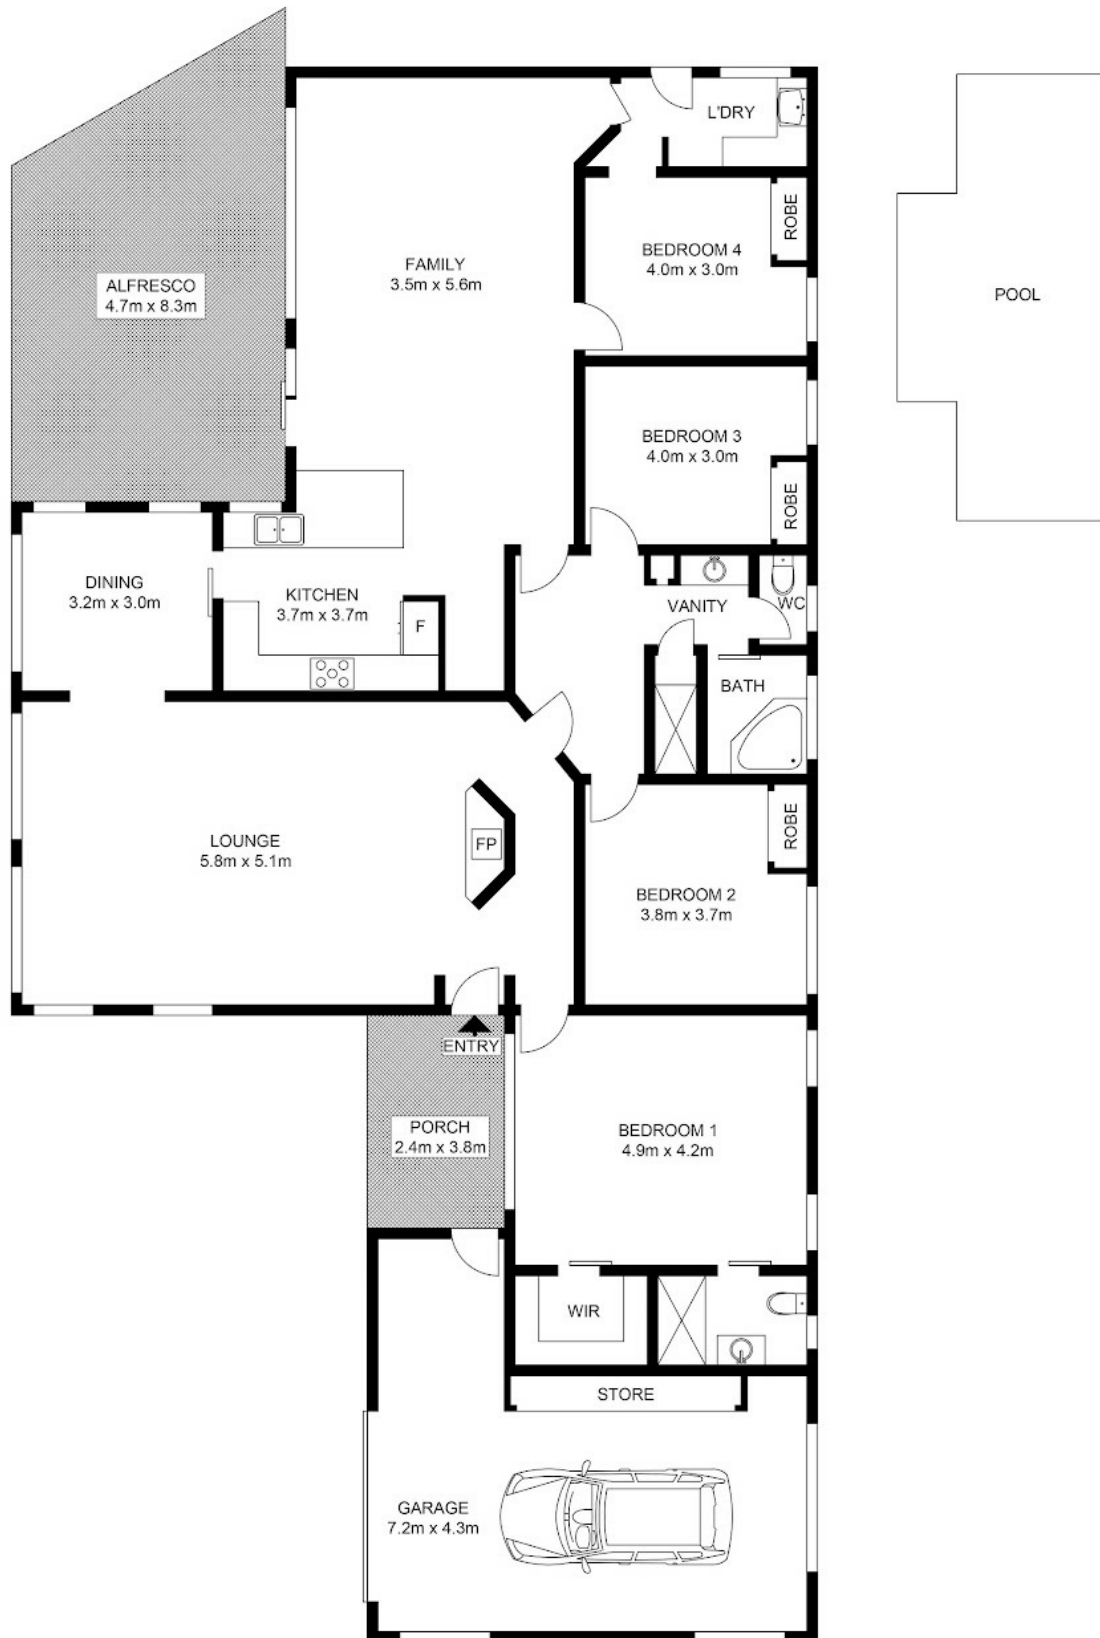 L'DRY
ROBE
BEDROOM 4
4.0m x 3.0m
FAMILY
3.5m x 5.6m
ALFRESCO
4.7m x 8.3m
POOL
BEDROOM 3
4.0m x 3.0m
ROBE
DINING
3.2m x 3.0m
KITCHEN
3.7m x 3.7m
F
VANITY
WC
BATH
LOUNGE
5.8m x 5.1m
FP
ROBE
BEDROOM 2
3.8m x 3.7m
ENTRY
PORCH
2.4m x 3.8m
BEDROOM 1
4.9m x 4.2m
WIR
STORE
GARAGE
7.2m x 4.3m